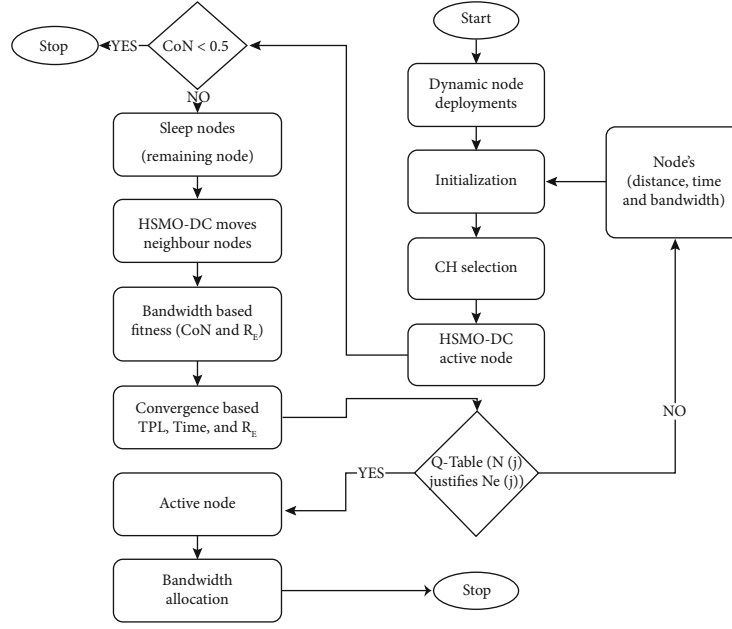 Start
Dynamic node
deployments
Initialization
CH selection
HSMO-DC
active node
Stop
YES
CoN < 0.5
NO
Sleep nodes
(remaining node)
HSMO-DC moves
neighbour nodes
Bandwidth based
fitness (CoN and R_E)
Convergence based
TPL, Time, and R_E
Q-Table (N (j)
justifies Ne (j))
NO
Node's
(distance, time
and bandwidth)
YES
Active node
Bandwidth
allocation
Stop